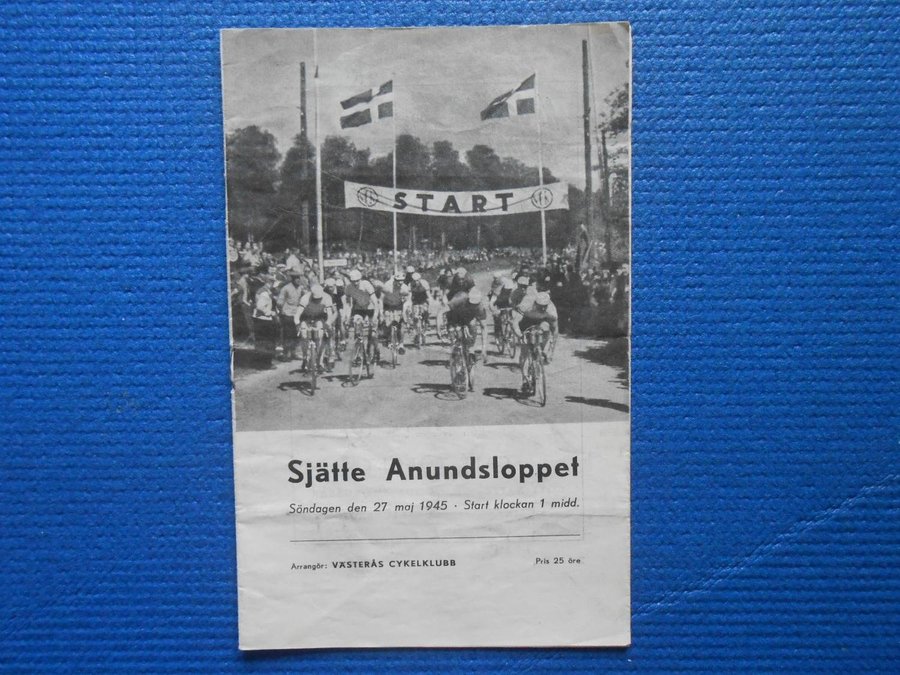 START
Sjätte Anundsloppet
Söndagen den 27 maj 1945 · Start klockan 1 midd.
Arrangör: VÄSTERÅS CYKELKLUBB Pris 25 öre